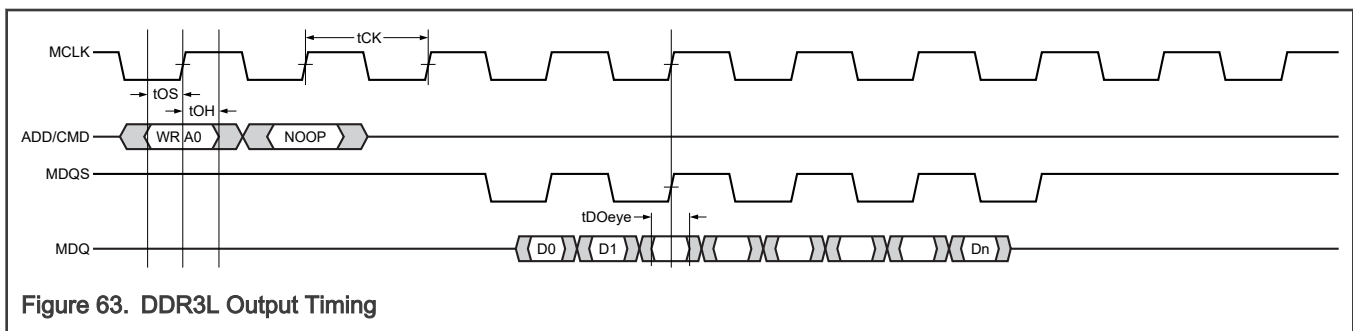 MCLK
tCK
tOS
tOH
ADD/CMD
WR A0
NOOP
MDQS
tDOeye
MDQ
D0
D1
Dn
Figure 63. DDR3L Output Timing